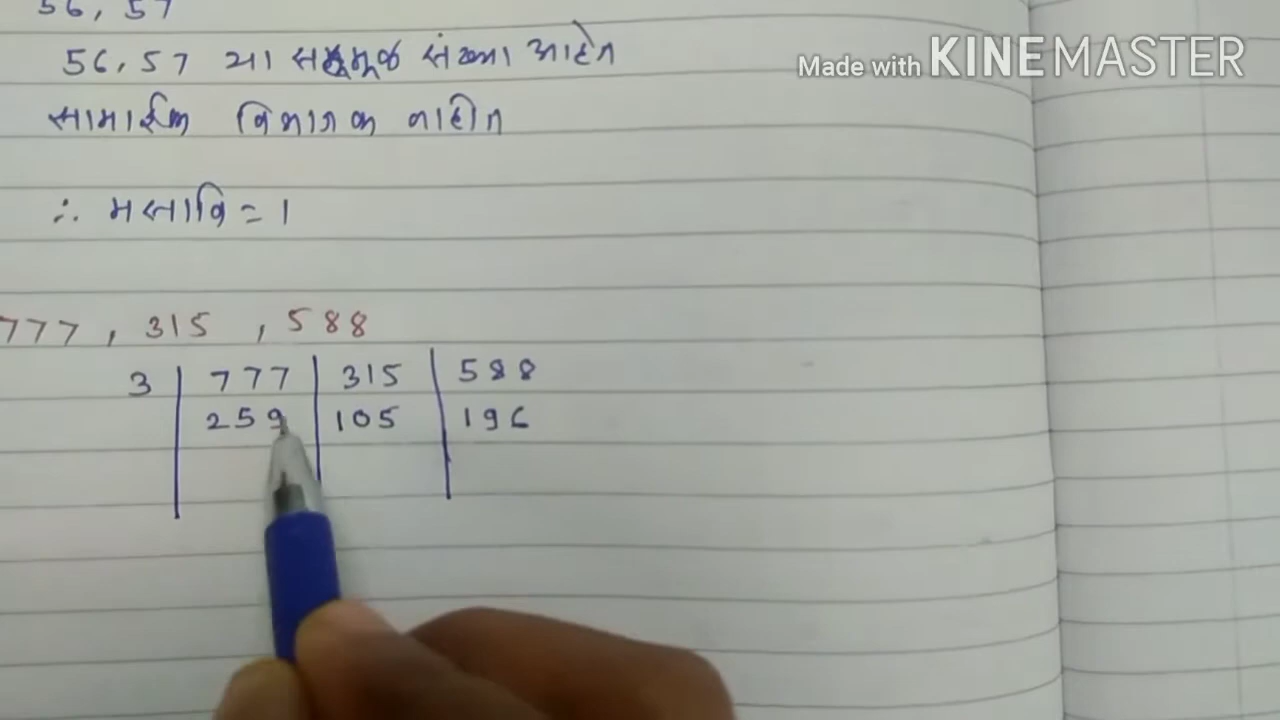 56, 57
56, 57 या सहमूळ संख्या आहेत
Made with KINEMASTER
सामाईक विभाजक नाहीत
∴ मसावि = 1
777, 315, 588
3 | 777 | 315 | 588
259 | 105 | 196